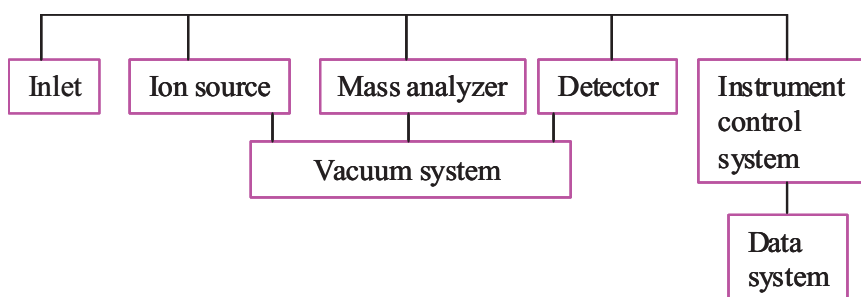 Inlet
Ion source
Mass analyzer
Detector
Instrument
control
system
Vacuum system
Data
system